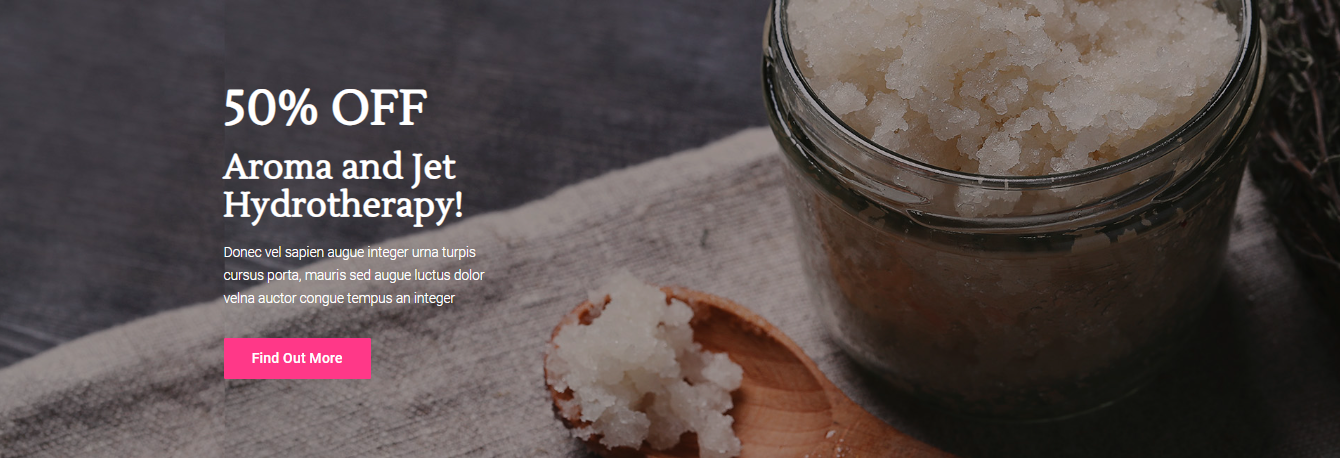 50% OFF
Aroma and Jet
Hydrotherapy!
Donec vel sapien augue integer urna turpis
cursus porta, mauris sed augue luctus dolor
velna auctor congue tempus an integer
Find Out More